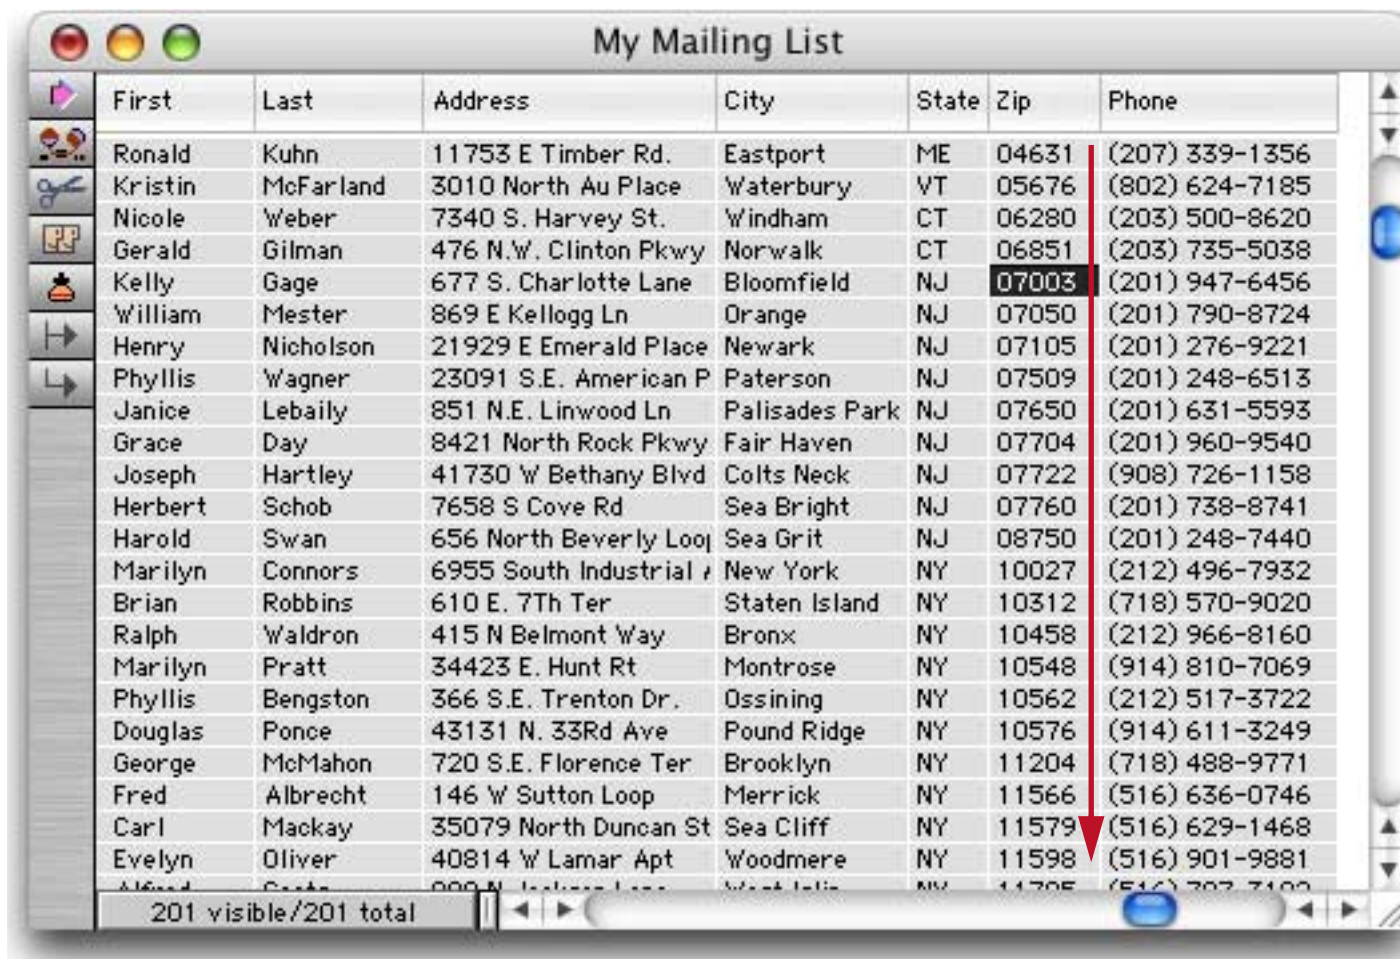 My Mailing List
First Last Address City State Zip Phone
Ronald Kuhn 11753 E Timber Rd. Eastport ME 04631 (207) 339-1356
Kristin McFarland 3010 North Au Place Waterbury VT 05676 (802) 624-7185
Nicole Weber 7340 S. Harvey St. Windham CT 06280 (203) 500-8620
Gerald Gilman 476 N.W. Clinton Pkwy Norwalk CT 06851 (203) 735-5038
Kelly Gage 677 S. Charlotte Lane Bloomfield NJ 07003 (201) 947-6456
William Mester 869 E Kellogg Ln Orange NJ 07050 (201) 790-8724
Henry Nicholson 21929 E Emerald Place Newark NJ 07105 (201) 276-9221
Phyllis Wagner 23091 S.E. American P Paterson NJ 07509 (201) 248-6513
Janice Lebaily 851 N.E. Linwood Ln Palisades Park NJ 07650 (201) 631-5593
Grace Day 8421 North Rock Pkwy Fair Haven NJ 07704 (201) 960-9540
Joseph Hartley 41730 W Bethany Blvd Colts Neck NJ 07722 (908) 726-1158
Herbert Schob 7658 S Cove Rd Sea Bright NJ 07760 (201) 738-8741
Harold Swan 656 North Beverly Loop Sea Grit NJ 08750 (201) 248-7440
Marilyn Connors 6955 South Industrial New York NY 10027 (212) 496-7932
Brian Robbins 610 E. 7Th Ter Staten Island NY 10312 (718) 570-9020
Ralph Waldron 415 N Belmont Way Bronx NY 10458 (212) 966-8160
Marilyn Pratt 34423 E. Hunt Rt Montrose NY 10548 (914) 810-7069
Phyllis Bengston 366 S.E. Trenton Dr. Ossining NY 10562 (212) 517-3722
Douglas Ponce 43131 N. 33Rd Ave Pound Ridge NY 10576 (914) 611-3249
George McMahon 720 S.E. Florence Ter Brooklyn NY 11204 (718) 488-9771
Fred Albrecht 146 W Sutton Loop Merrick NY 11566 (516) 636-0746
Carl Mackay 35079 North Duncan St Sea Cliff NY 11579 (516) 629-1468
Evelyn Oliver 40814 W Lamar Apt Woodmere NY 11598 (516) 901-9881
201 visible/201 total